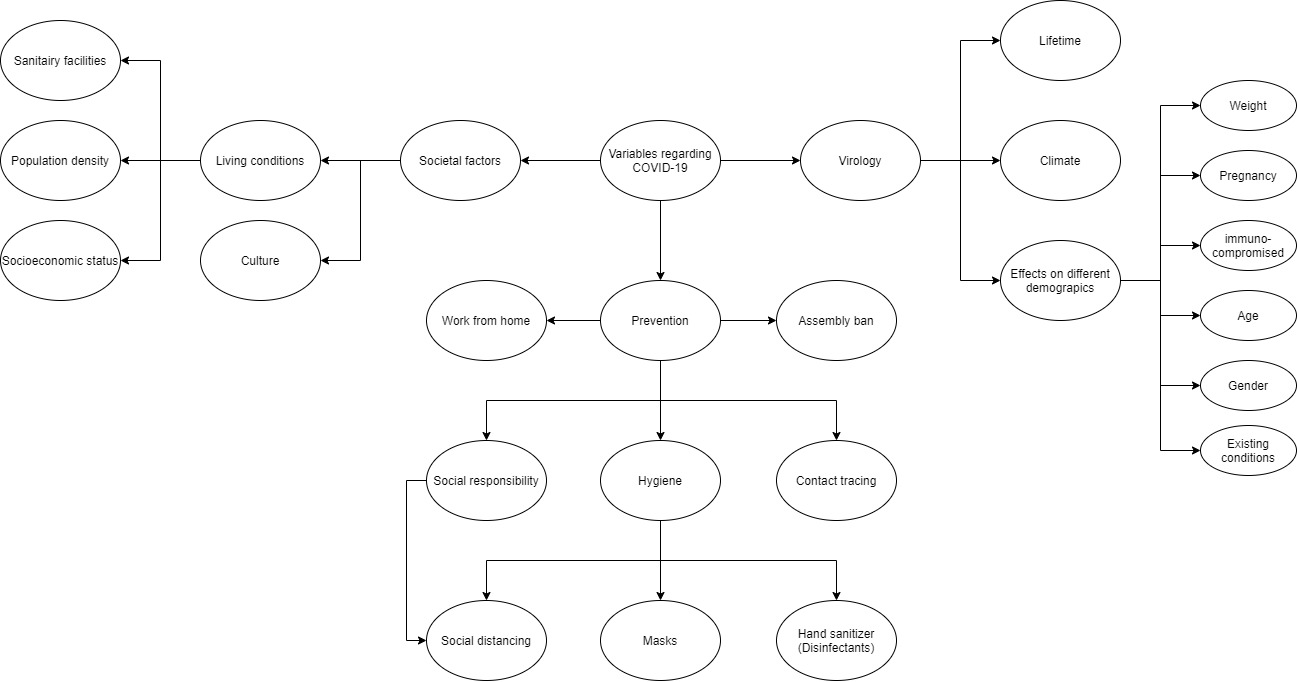 Lifetime
Sanitairy facilities
Weight
Population density
Living conditions
Societal factors
Variables regarding
COVID-19
Virology
Climate
Pregnancy
immuno-
compromised
Socioeconomic status
Culture
Effects on different
demograpics
Work from home
Prevention
Assembly ban
Age
Gender
Existing
conditions
Social responsibility
Hygiene
Contact tracing
Social distancing
Masks
Hand sanitizer
(Disinfectants)